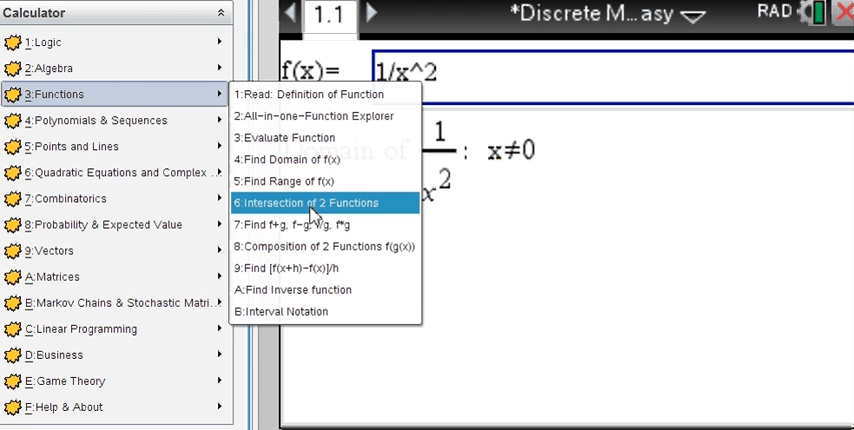 Calculator
1:Logic
2:Algebra
3:Functions
4:Polynomials & Sequences
5:Points and Lines
6:Quadratic Equations and Complex ...
7:Combinatorics
8:Probability & Expected Value
9:Vectors
A:Matrices
B:Markov Chains & Stochastic Matri...
C:Linear Programming
D:Business
E:Game Theory
F:Help & About
1:Read: Definition of Function
2:All-in-one-Function Explorer
3:Evaluate Function
4:Find Domain of f(x)
5:Find Range of f(x)
6:Intersection of 2 Functions
7:Find f+g, f-g, f/g, f*g
8:Composition of 2 Functions f(g(x))
9:Find [f(x+h)-f(x)]/h
A:Find Inverse function
B:Interval Notation
1.1
*Discrete M...asy
RAD
f(x)= 1/x^2
Domain of 1/x² : x≠0